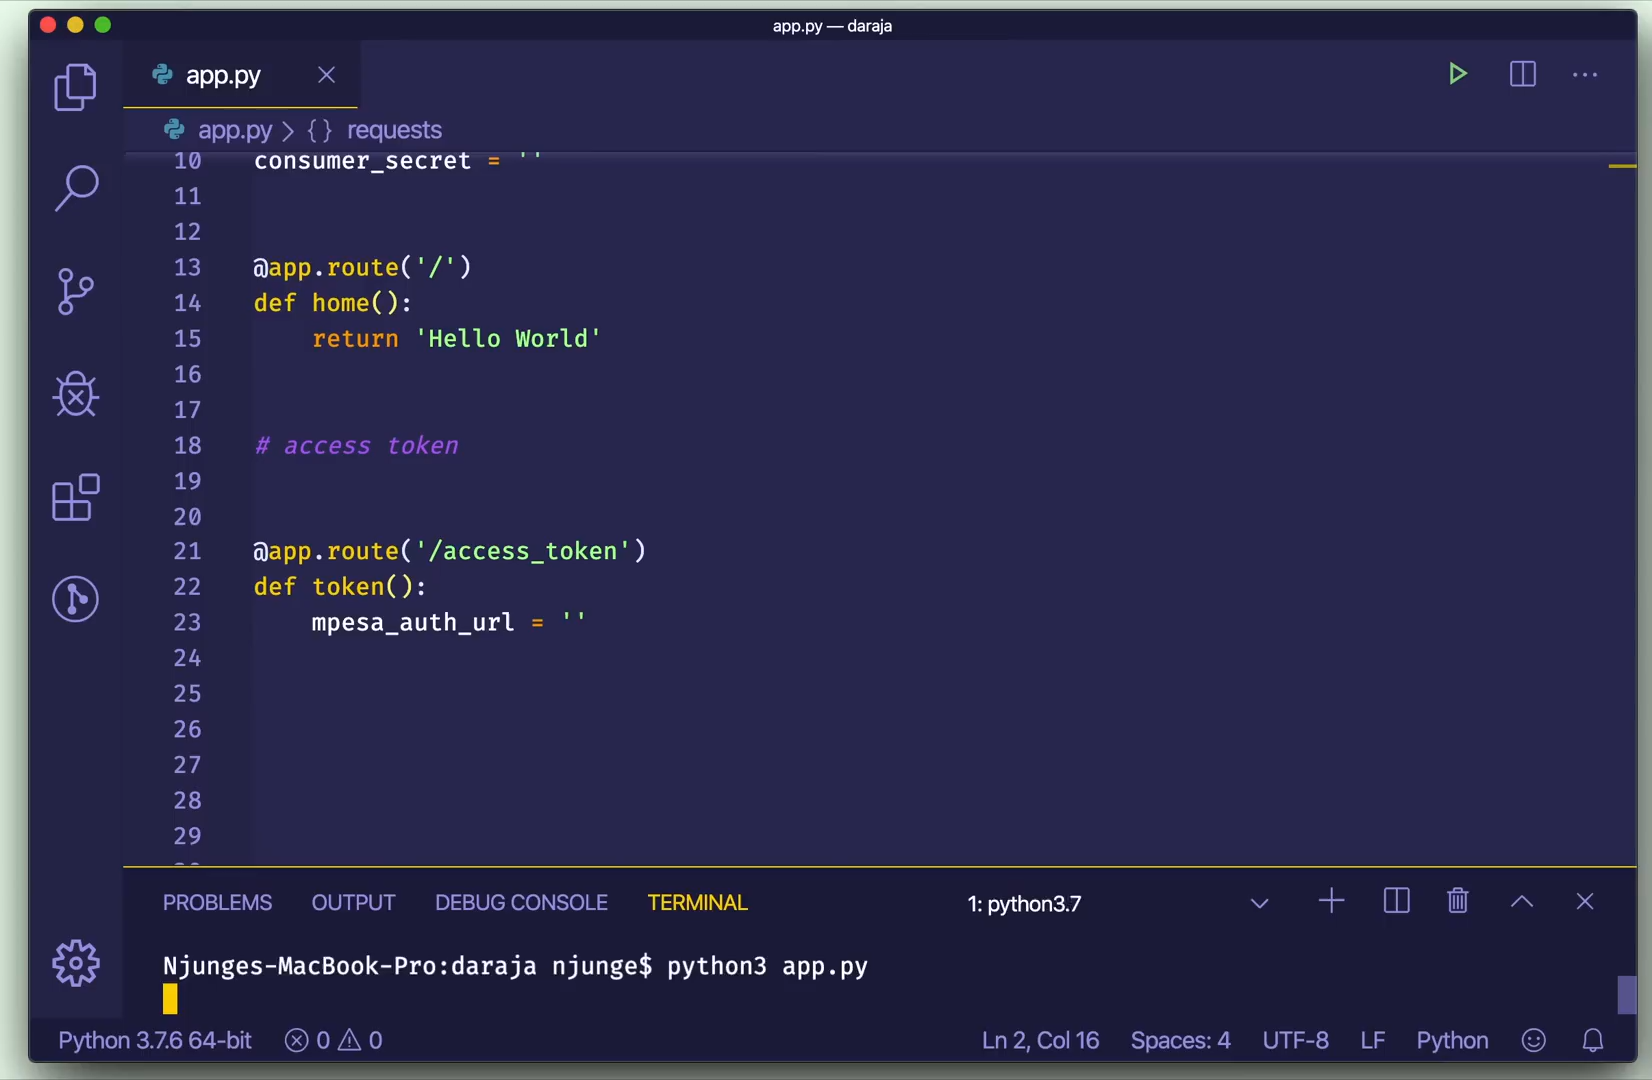 app.py — daraja
app.py
app.py > {} requests
10 consumer_secret = ''
11
12
13 @app.route('/')
14 def home():
15     return 'Hello World'
16
17
18 # access token
19
20
21 @app.route('/access_token')
22 def token():
23     mpesa_auth_url = ''
24
25
26
27
28
29
PROBLEMS OUTPUT DEBUG CONSOLE TERMINAL 1: python3.7
Njunges-MacBook-Pro:daraja njunge$ python3 app.py
Python 3.7.6 64-bit 0 0 Ln 2, Col 16 Spaces: 4 UTF-8 LF Python